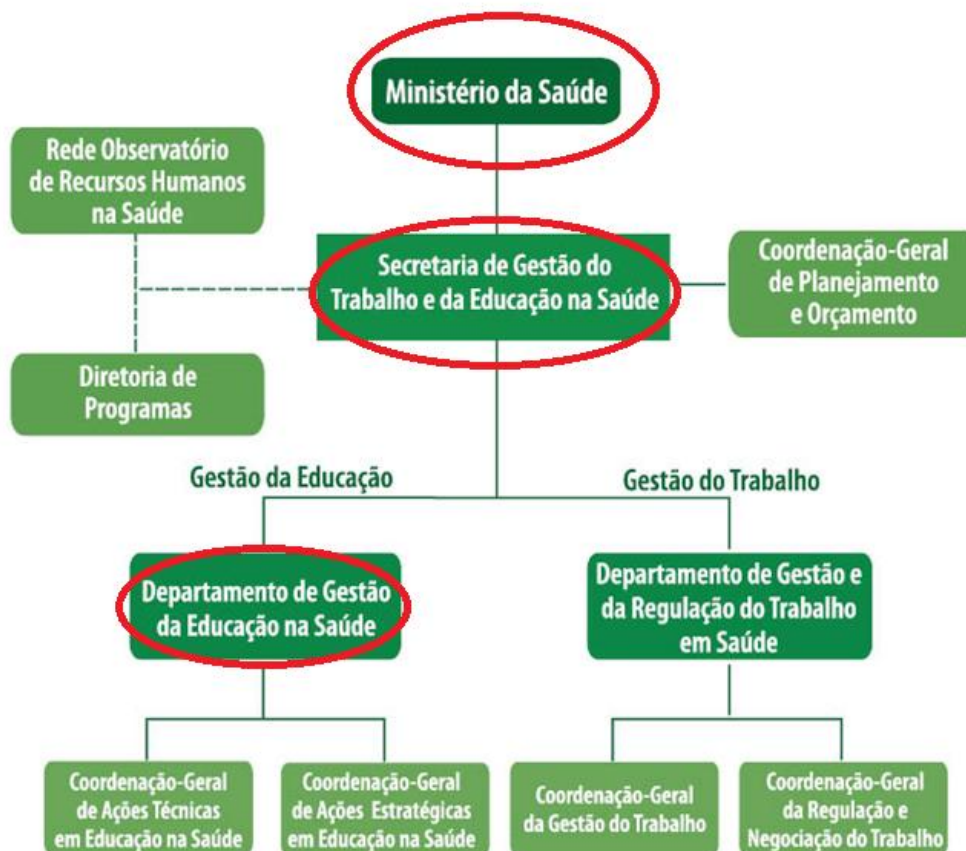 Ministério da Saúde
Rede Observatório
de Recursos Humanos
na Saúde
Secretaria de Gestão do
Trabalho e da Educação na Saúde
Coordenação-Geral
de Planejamento
e Orçamento
Diretoria de
Programas
Gestão da Educação
Gestão do Trabalho
Departamento de Gestão
da Educação na Saúde
Departamento de Gestão e
da Regulação do Trabalho
em Saúde
Coordenação-Geral
de Ações Técnicas
em Educação na Saúde
Coordenação-Geral
de Ações Estratégicas
em Educação na Saúde
Coordenação-Geral
da Gestão do Trabalho
Coordenação-Geral
da Regulação e
Negociação do Trabalho